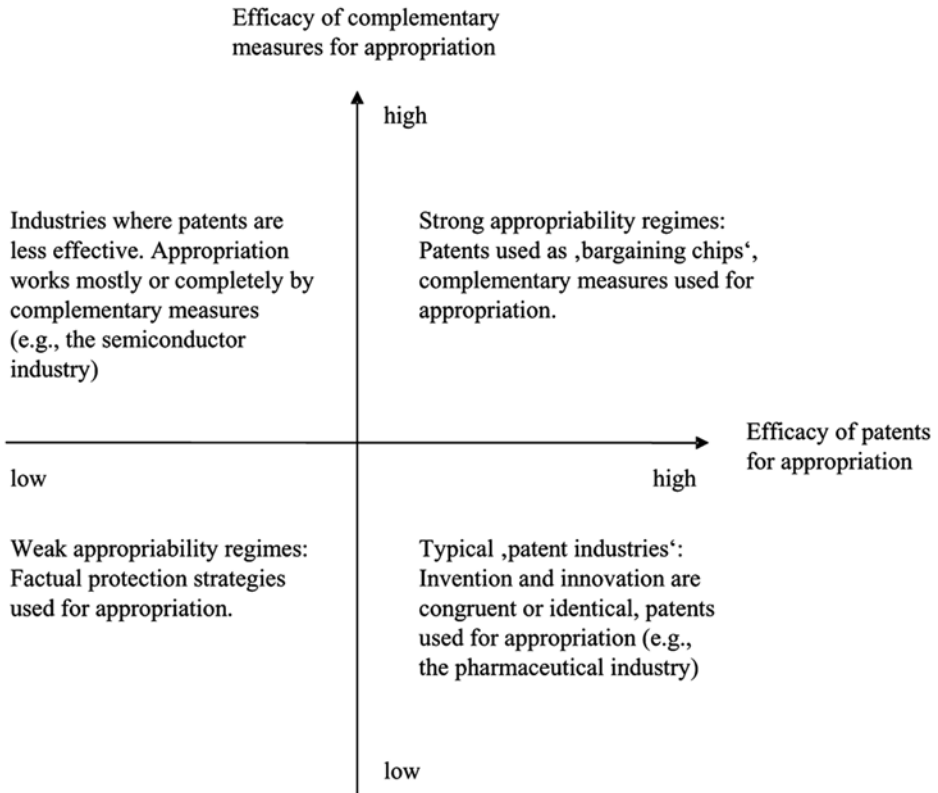 Efficacy of complementary
measures for appropriation
high
Industries where patents are
less effective. Appropriation
works mostly or completely by
complementary measures
(e.g., the semiconductor
industry)
Strong appropriability regimes:
Patents used as ‚bargaining chips‘,
complementary measures used for
appropriation.
Efficacy of patents
for appropriation
low
high
Weak appropriability regimes:
Factual protection strategies
used for appropriation.
Typical ‚patent industries‘:
Invention and innovation are
congruent or identical, patents
used for appropriation (e.g.,
the pharmaceutical industry)
low